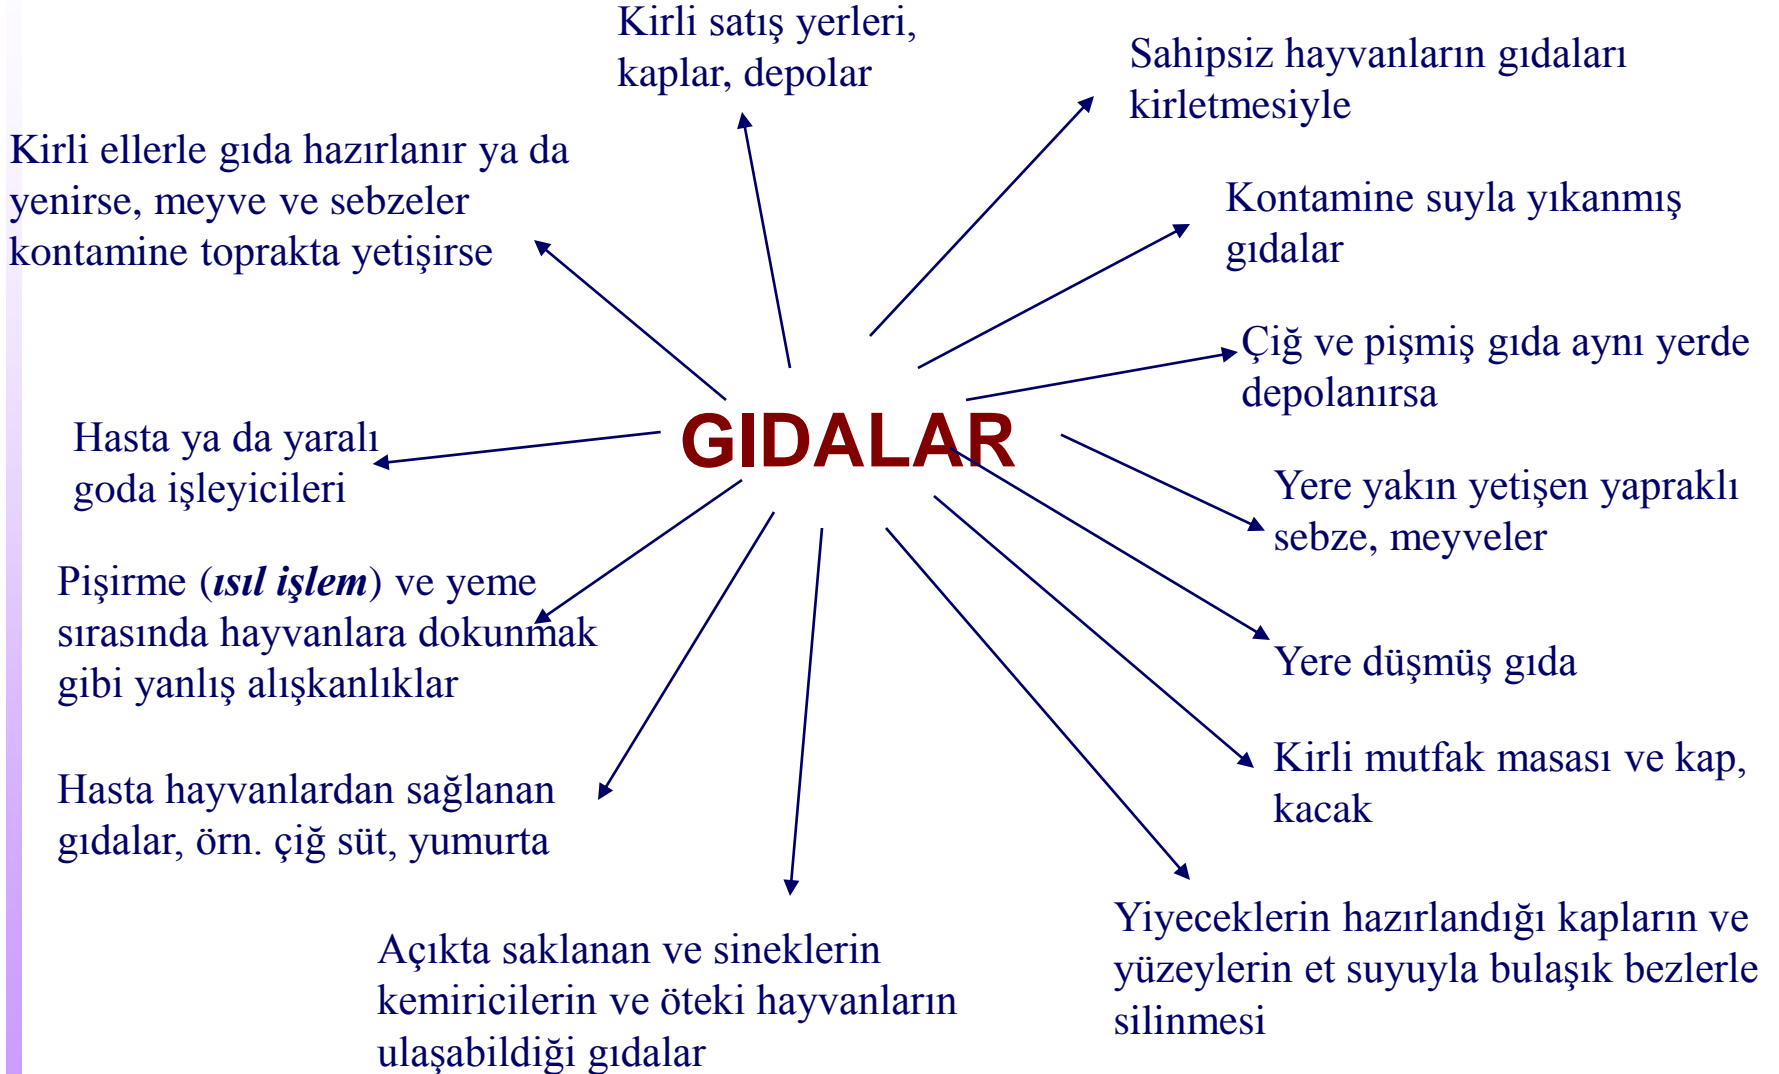 Kirli satış yerleri,
kaplar, depolar
Sahipsiz hayvanların gıdaları
kirletmesiyle
Kirli ellerle gıda hazırlanır ya da
yenirse, meyve ve sebzeler
kontamine toprakta yetişirse
Kontamine suyla yıkanmış
gıdalar
Çiğ ve pişmiş gıda aynı yerde
depolanırsa
GIDALAR
Hasta ya da yaralı
goda işleyicileri
Yere yakın yetişen yapraklı
sebze, meyveler
Pişirme (ısıl işlem) ve yeme
sırasında hayvanlara dokunmak
gibi yanlış alışkanlıklar
Yere düşmüş gıda
Kirli mutfak masası ve kap,
kacak
Hasta hayvanlardan sağlanan
gıdalar, örn. çiğ süt, yumurta
Yiyeceklerin hazırlandığı kapların ve
yüzeylerin et suyuyla bulaşık bezlerle
silinmesi
Açıkta saklanan ve sineklerin
kemiricilerin ve öteki hayvanların
ulaşabildiği gıdalar